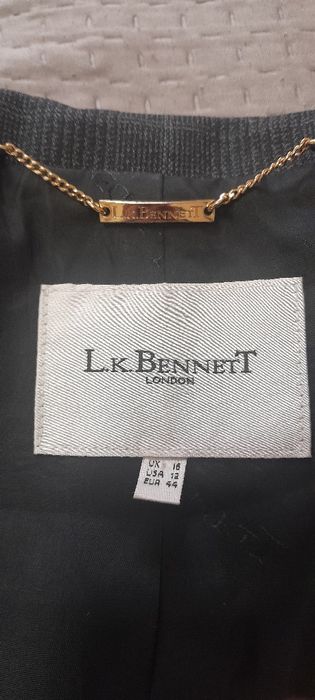 L.K.BENNETT
L.K.BENNETT
LONDON
UK 16
USA 12
EUR 44